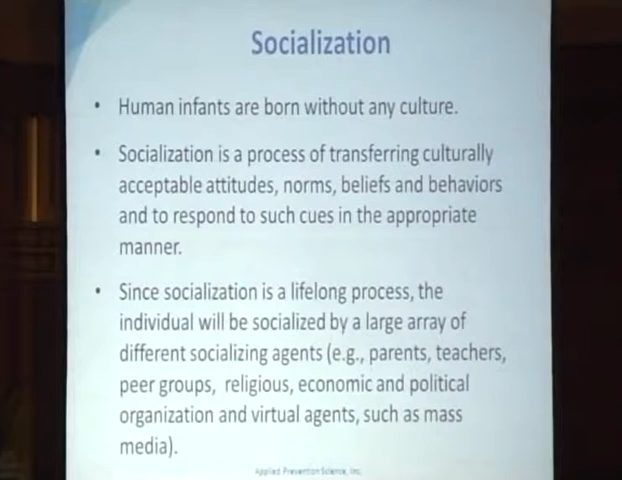 Socialization
• Human infants are born without any culture.
• Socialization is a process of transferring culturally
acceptable attitudes, norms, beliefs and behaviors
and to respond to such cues in the appropriate
manner.
• Since socialization is a lifelong process, the
individual will be socialized by a large array of
different socializing agents (e.g., parents, teachers,
peer groups, religious, economic and political
organization and virtual agents, such as mass
media).
Applied Prevention Science, Inc.